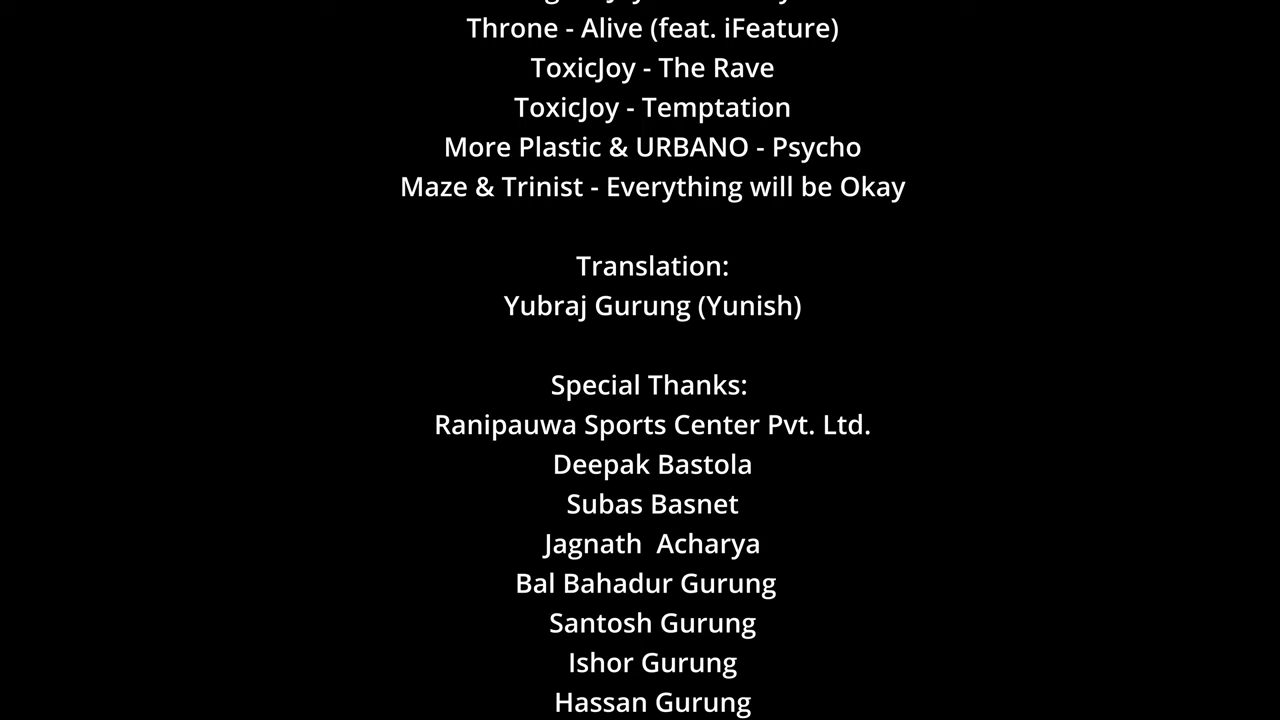 Throne - Alive (feat. iFeature)
ToxicJoy - The Rave
ToxicJoy - Temptation
More Plastic & URBANO - Psycho
Maze & Trinist - Everything will be Okay
Translation:
Yubraj Gurung (Yunish)
Special Thanks:
Ranipauwa Sports Center Pvt. Ltd.
Deepak Bastola
Subas Basnet
Jagnath  Acharya
Bal Bahadur Gurung
Santosh Gurung
Ishor Gurung
Hassan Gurung